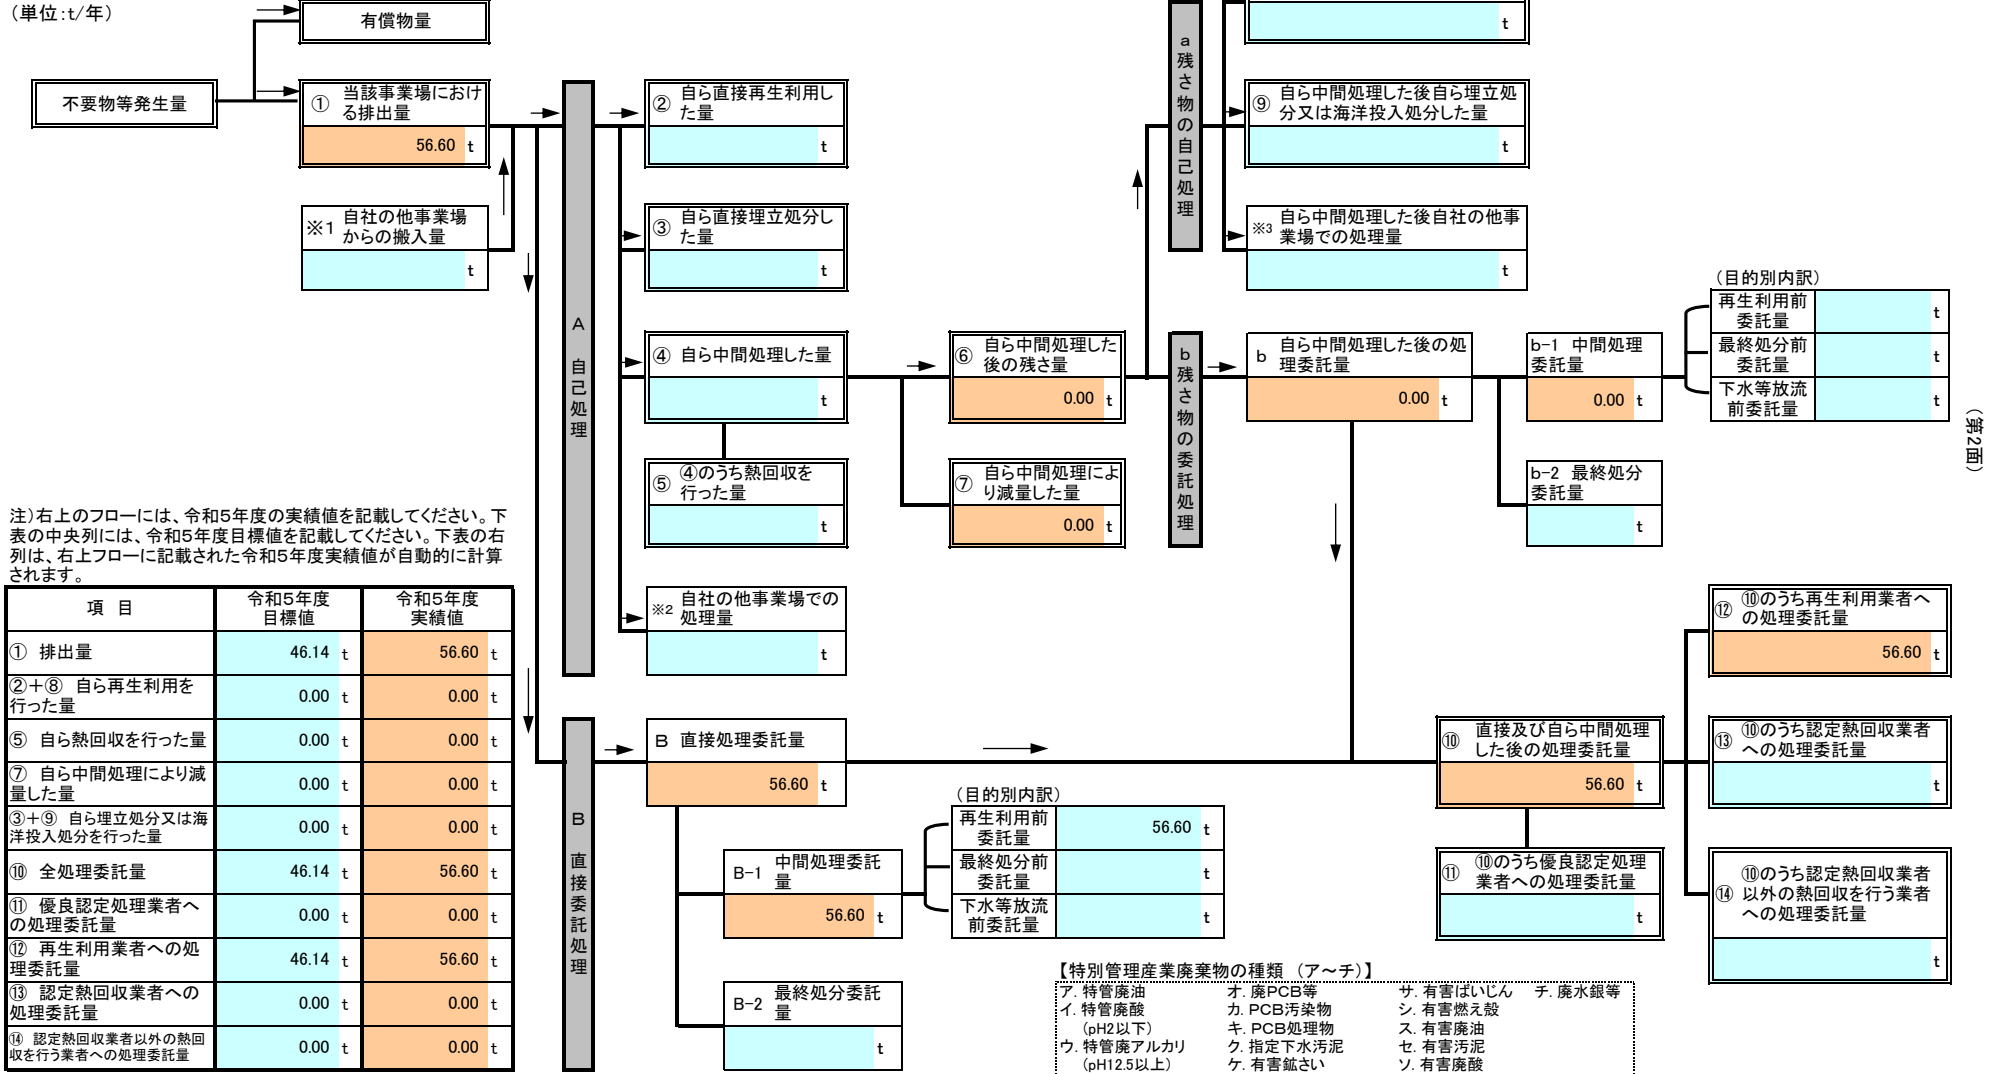 (単位:t/年)
有償物量
不要物等発生量
① 当該事業場におけ
る排出量
56.60 t
※1 自社の他事業場
からの搬入量
t
A 自己処理
② 自ら直接再生利用し
た量
t
③ 自ら直接埋立処分し
た量
t
④ 自ら中間処理した量
t
⑤ ④のうち熱回収を
行った量
t
※2 自社の他事業場での
処理量
t
⑥ 自ら中間処理した
後の残さ量
0.00 t
⑦ 自ら中間処理によ
り減量した量
0.00 t
a 残さ物の自己処理
t
⑨ 自ら中間処理した後自ら埋立処
分又は海洋投入処分した量
t
※3 自ら中間処理した後自社の他事
業場での処理量
t
b 残さ物の委託処理
b 自ら中間処理した後の処
理委託量
0.00 t
b-1 中間処理
委託量
0.00 t
b-2 最終処分
委託量
t
(目的別内訳)
再生利用前
委託量
t
最終処分前
委託量
t
下水等放流
前委託量
t
(第2面)
注)右上のフローには、令和5年度の実績値を記載してください。下
表の中央列には、令和5年度目標値を記載してください。下表の右
列は、右上フローに記載された令和5年度実績値が自動的に計算
されます。
項 目 令和5年度
目標値 令和5年度
実績値
① 排出量 46.14 t 56.60 t
②+⑧ 自ら再生利用を
行った量 0.00 t 0.00 t
⑤ 自ら熱回収を行った量 0.00 t 0.00 t
⑦ 自ら中間処理により減
量した量 0.00 t 0.00 t
③+⑨ 自ら埋立処分又は海
洋投入処分を行った量 0.00 t 0.00 t
⑩ 全処理委託量 46.14 t 56.60 t
⑪ 優良認定処理業者へ
の処理委託量 0.00 t 0.00 t
⑫ 再生利用業者への処
理委託量 46.14 t 56.60 t
⑬ 認定熱回収業者への
処理委託量 0.00 t 0.00 t
⑭ 認定熱回収業者以外の熱回
収を行う業者への処理委託量 0.00 t 0.00 t
B 直接委託処理
B 直接処理委託量
56.60 t
B-1 中間処理委託
量
56.60 t
B-2 最終処分委託
量
t
(目的別内訳)
再生利用前
委託量
56.60 t
最終処分前
委託量
t
下水等放流
前委託量
t
⑩ 直接及び自ら中間処理
した後の処理委託量
56.60 t
⑪ ⑩のうち優良認定処理
業者への処理委託量
t
⑫ ⑩のうち再生利用業者へ
の処理委託量
56.60 t
⑬ ⑩のうち認定熱回収業者
への処理委託量
t
⑭ ⑩のうち認定熱回収業者
以外の熱回収を行う業者
への処理委託量
t
【特別管理産業廃棄物の種類 (ア~チ)】
ア. 特管廃油 オ. 廃PCB等 サ. 有害ばいじん チ. 廃水銀等
イ. 特管廃酸 カ. PCB汚染物 シ. 有害燃え殻
(pH2以下) キ. PCB処理物 ス. 有害廃油
ウ. 特管廃アルカリ ク. 指定下水汚泥 セ. 有害汚泥
(pH12.5以上) ケ. 有害鉱さい ソ. 有害廃酸